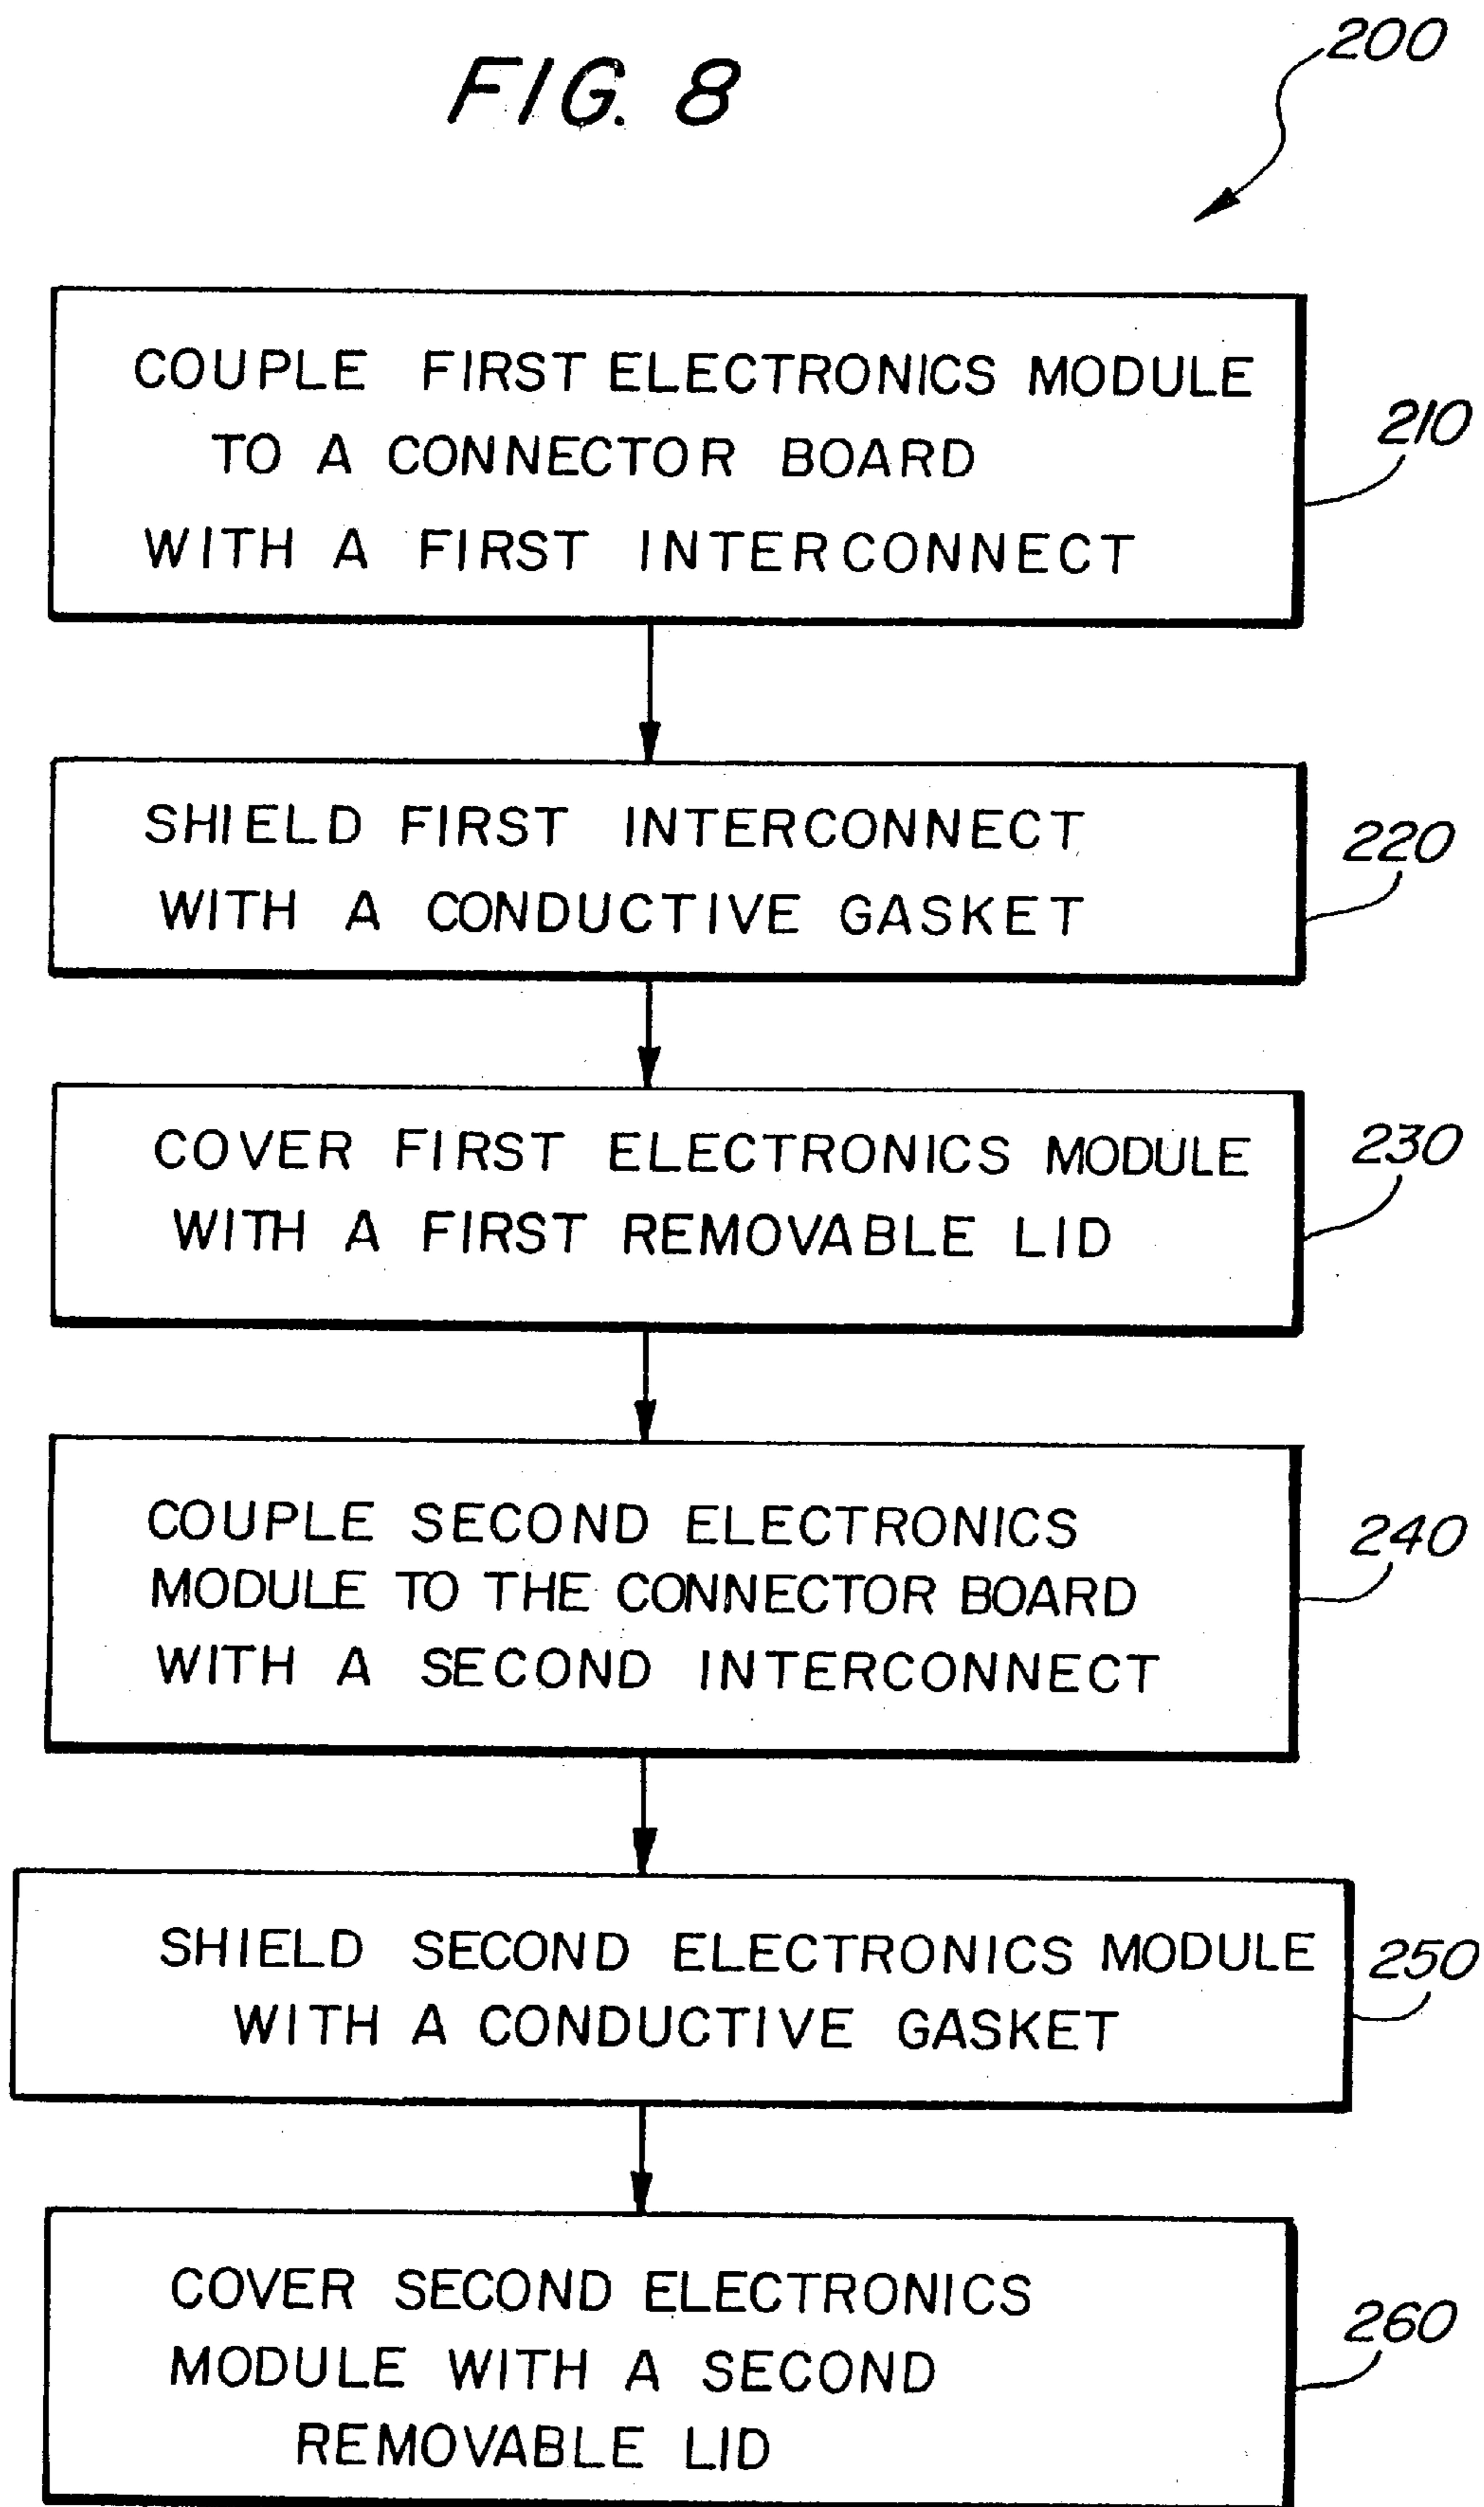 FIG. 8
200
COUPLE FIRST ELECTRONICS MODULE
TO A CONNECTOR BOARD
WITH A FIRST INTERCONNECT
210
SHIELD FIRST INTERCONNECT
WITH A CONDUCTIVE GASKET
220
COVER FIRST ELECTRONICS MODULE
WITH A FIRST REMOVABLE LID
230
COUPLE SECOND ELECTRONICS
MODULE TO THE CONNECTOR BOARD
WITH A SECOND INTERCONNECT
240
SHIELD SECOND ELECTRONICS MODULE
WITH A CONDUCTIVE GASKET
250
COVER SECOND ELECTRONICS
MODULE WITH A SECOND
REMOVABLE LID
260